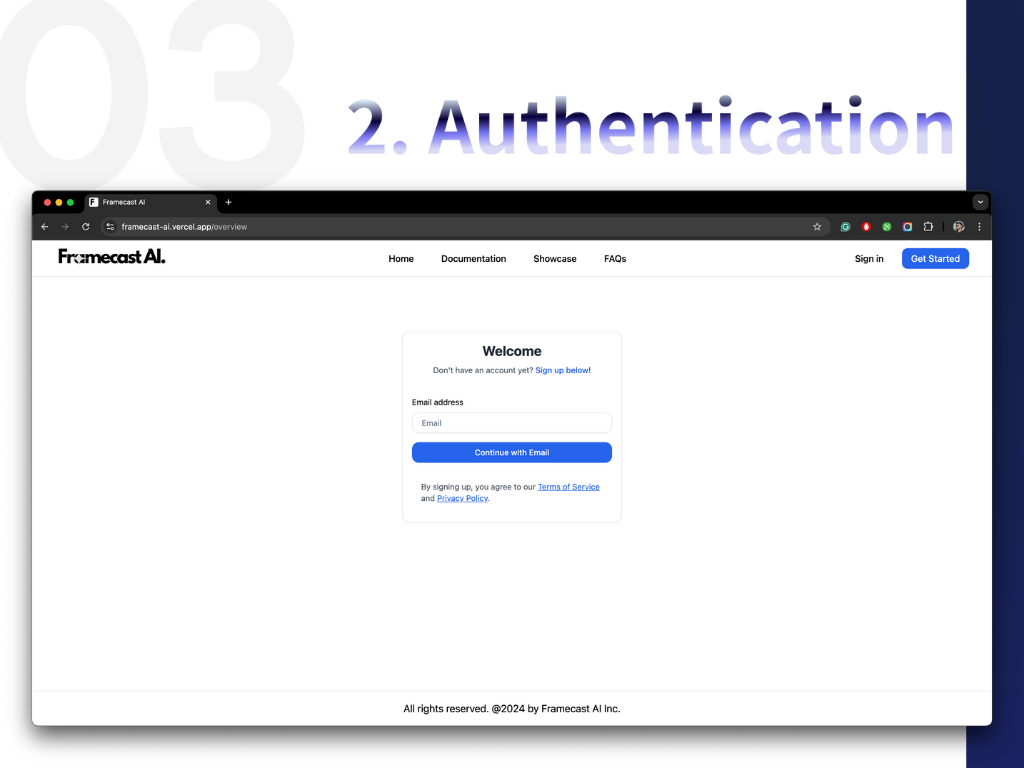 03
2. Authentication
Framecast AI
framecast-ai.vercel.app/overview
Framecast AI.
Home
Documentation
Showcase
FAQs
Sign in
Get Started
Welcome
Don't have an account yet? Sign up below!
Email address
Email
Continue with Email
By signing up, you agree to our Terms of Service
and Privacy Policy.
All rights reserved. @2024 by Framecast AI Inc.